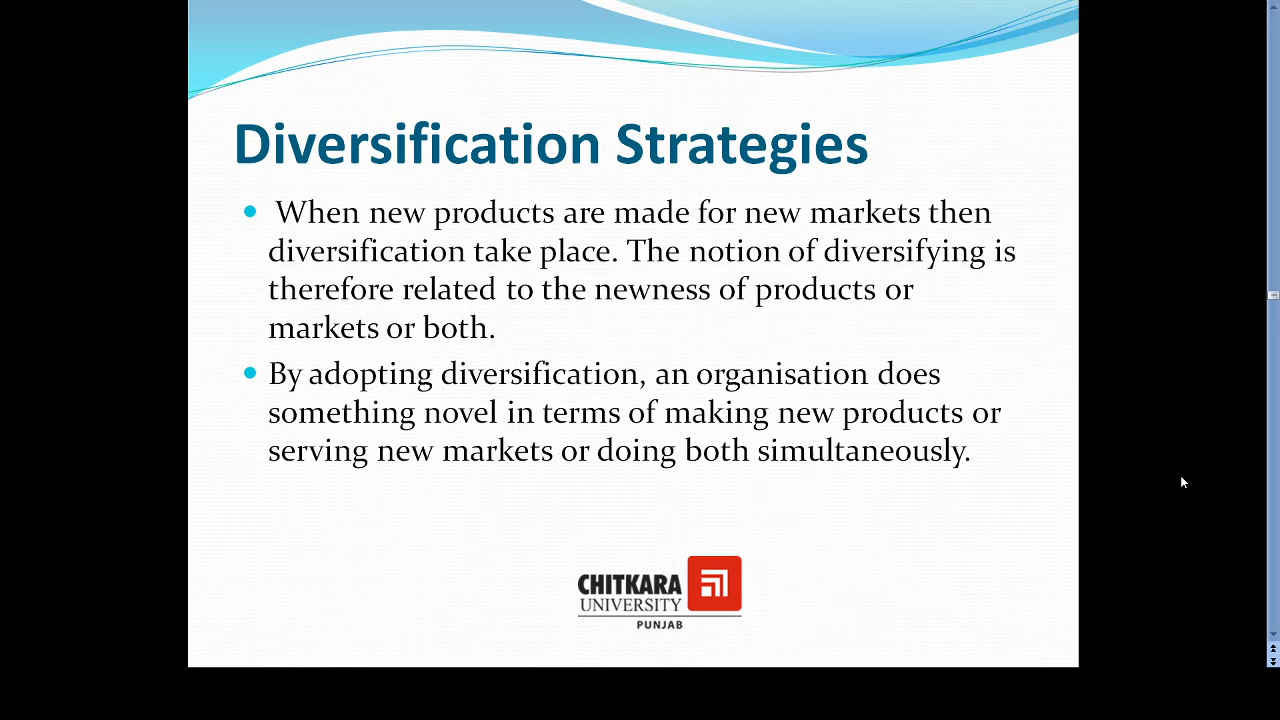 Diversification Strategies
When new products are made for new markets then
diversification take place. The notion of diversifying is
therefore related to the newness of products or
markets or both.
By adopting diversification, an organisation does
something novel in terms of making new products or
serving new markets or doing both simultaneously.
CHITKARA
UNIVERSITY
PUNJAB